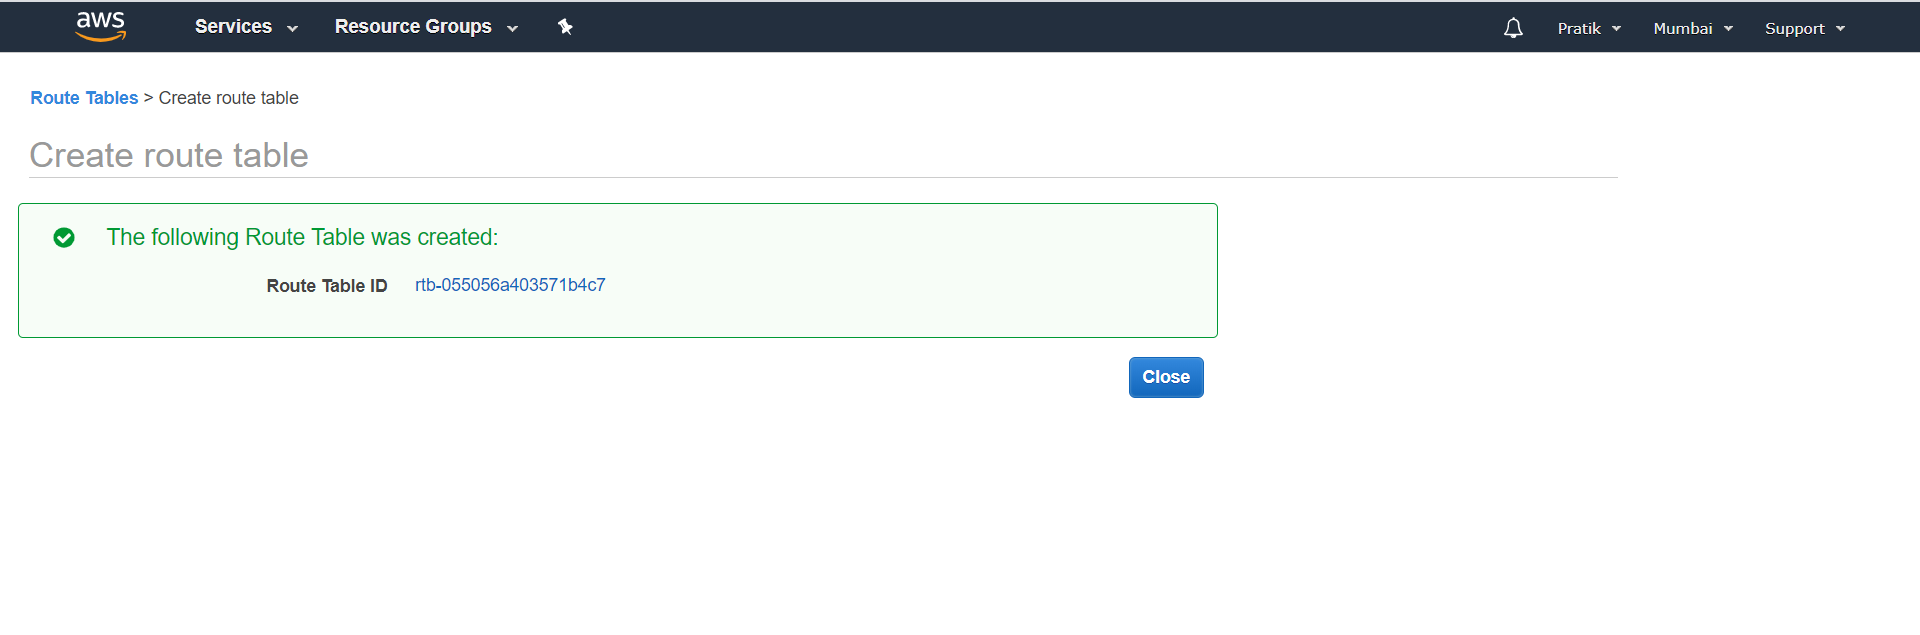 aws Services Resource Groups Pratik Mumbai Support
Route Tables > Create route table
Create route table
The following Route Table was created:
Route Table ID rtb-055056a403571b4c7
Close